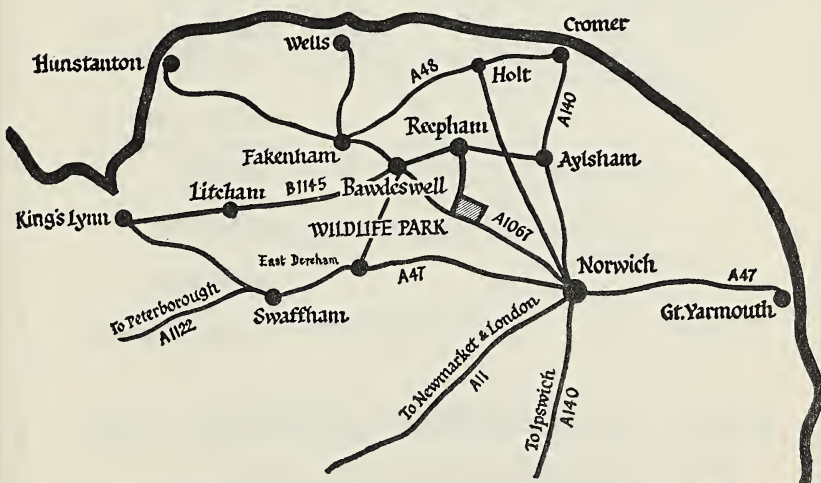 Cromer
Wells
Hunstanton
A48
Holt
A140
Reepham
Fakenham
Aylsham
Litcham
B1145
Bawdeswell
King's Lynn
WILDLIFE PARK
A1067
East Dereham
A47
Norwich
A47
To Peterborough
A1122
Swaffham
Gt. Yarmouth
To Newmarket & London
A11
To Ipswich
A140